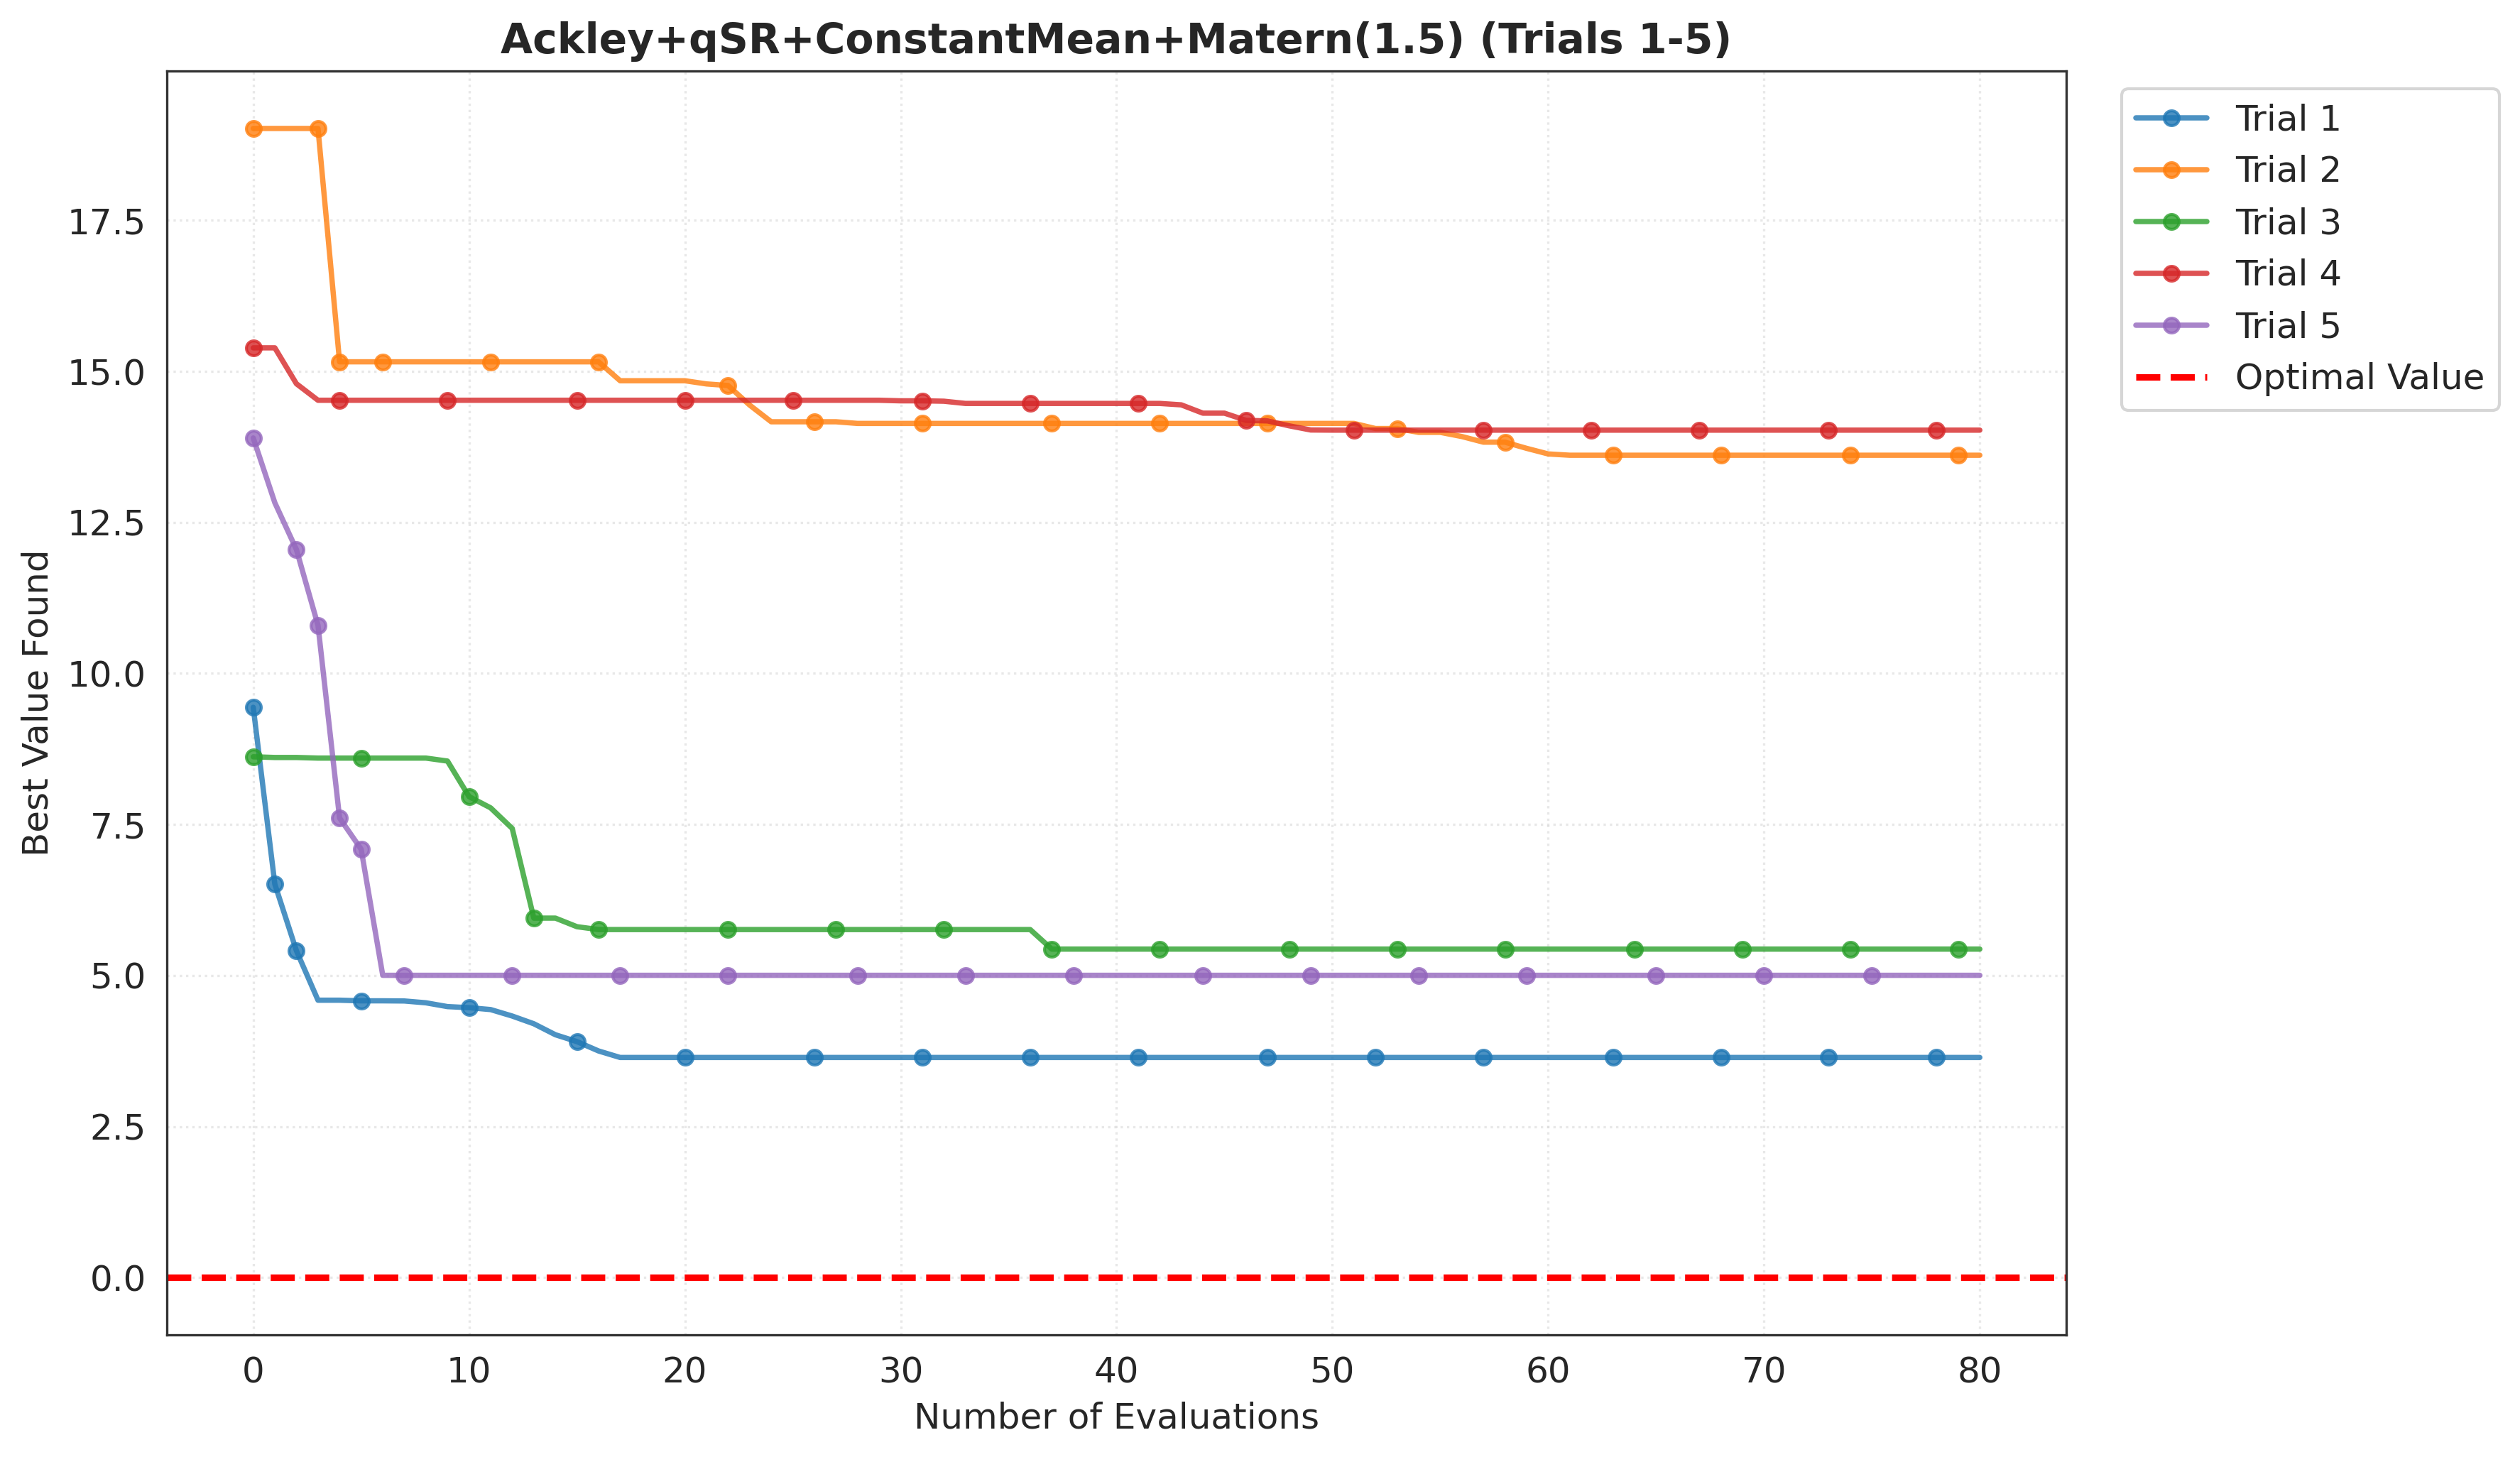 Ackley+qSR+ConstantMean+Matern(1.5) (Trials 1-5)
Trial 1
Trial 2
Trial 3
Trial 4
Trial 5
Optimal Value
Best Value Found
17.5
15.0
12.5
10.0
7.5
5.0
2.5
0.0
0 10 20 30 40 50 60 70 80
Number of Evaluations